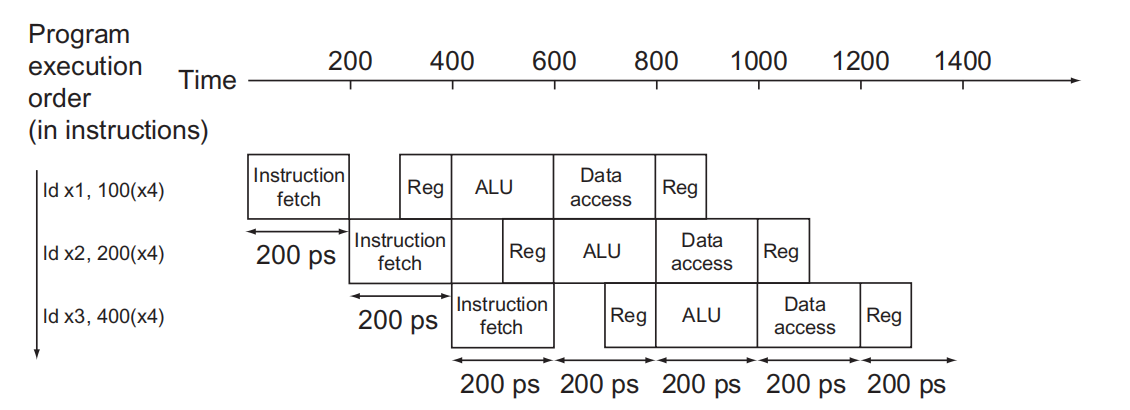 Program
execution
order
(in instructions)
Time
200 400 600 800 1000 1200 1400
ld x1, 100(x4)
Instruction
fetch
Reg
ALU
Data
access
Reg
200 ps
ld x2, 200(x4)
Instruction
fetch
Reg
ALU
Data
access
Reg
200 ps
ld x3, 400(x4)
Instruction
fetch
Reg
ALU
Data
access
Reg
200 ps 200 ps 200 ps 200 ps 200 ps